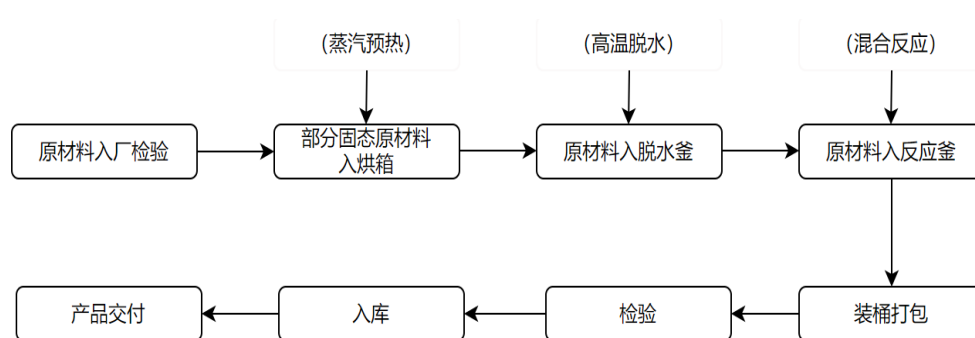 (蒸汽预热)
(高温脱水)
(混合反应)
原材料入厂检验
部分固态原材料
入烘箱
原材料入脱水釜
原材料入反应釜
产品交付
入库
检验
装桶打包